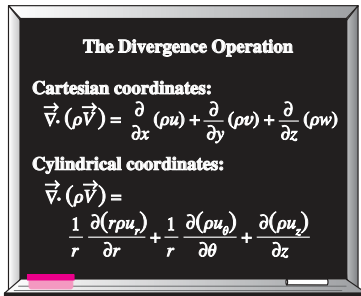 The Divergence Operation
Cartesian coordinates:
∇⃗·(ρV⃗) = ∂/∂x (ρu) + ∂/∂y (ρv) + ∂/∂z (ρw)
Cylindrical coordinates:
∇⃗·(ρV⃗) =
1/r ∂(rρu_r)/∂r + 1/r ∂(ρu_θ)/∂θ + ∂(ρu_z)/∂z